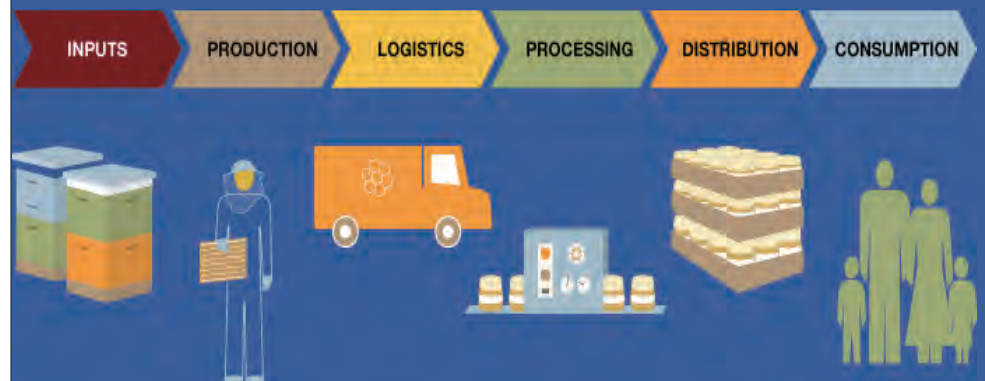 INPUTS
PRODUCTION
LOGISTICS
PROCESSING
DISTRIBUTION
CONSUMPTION